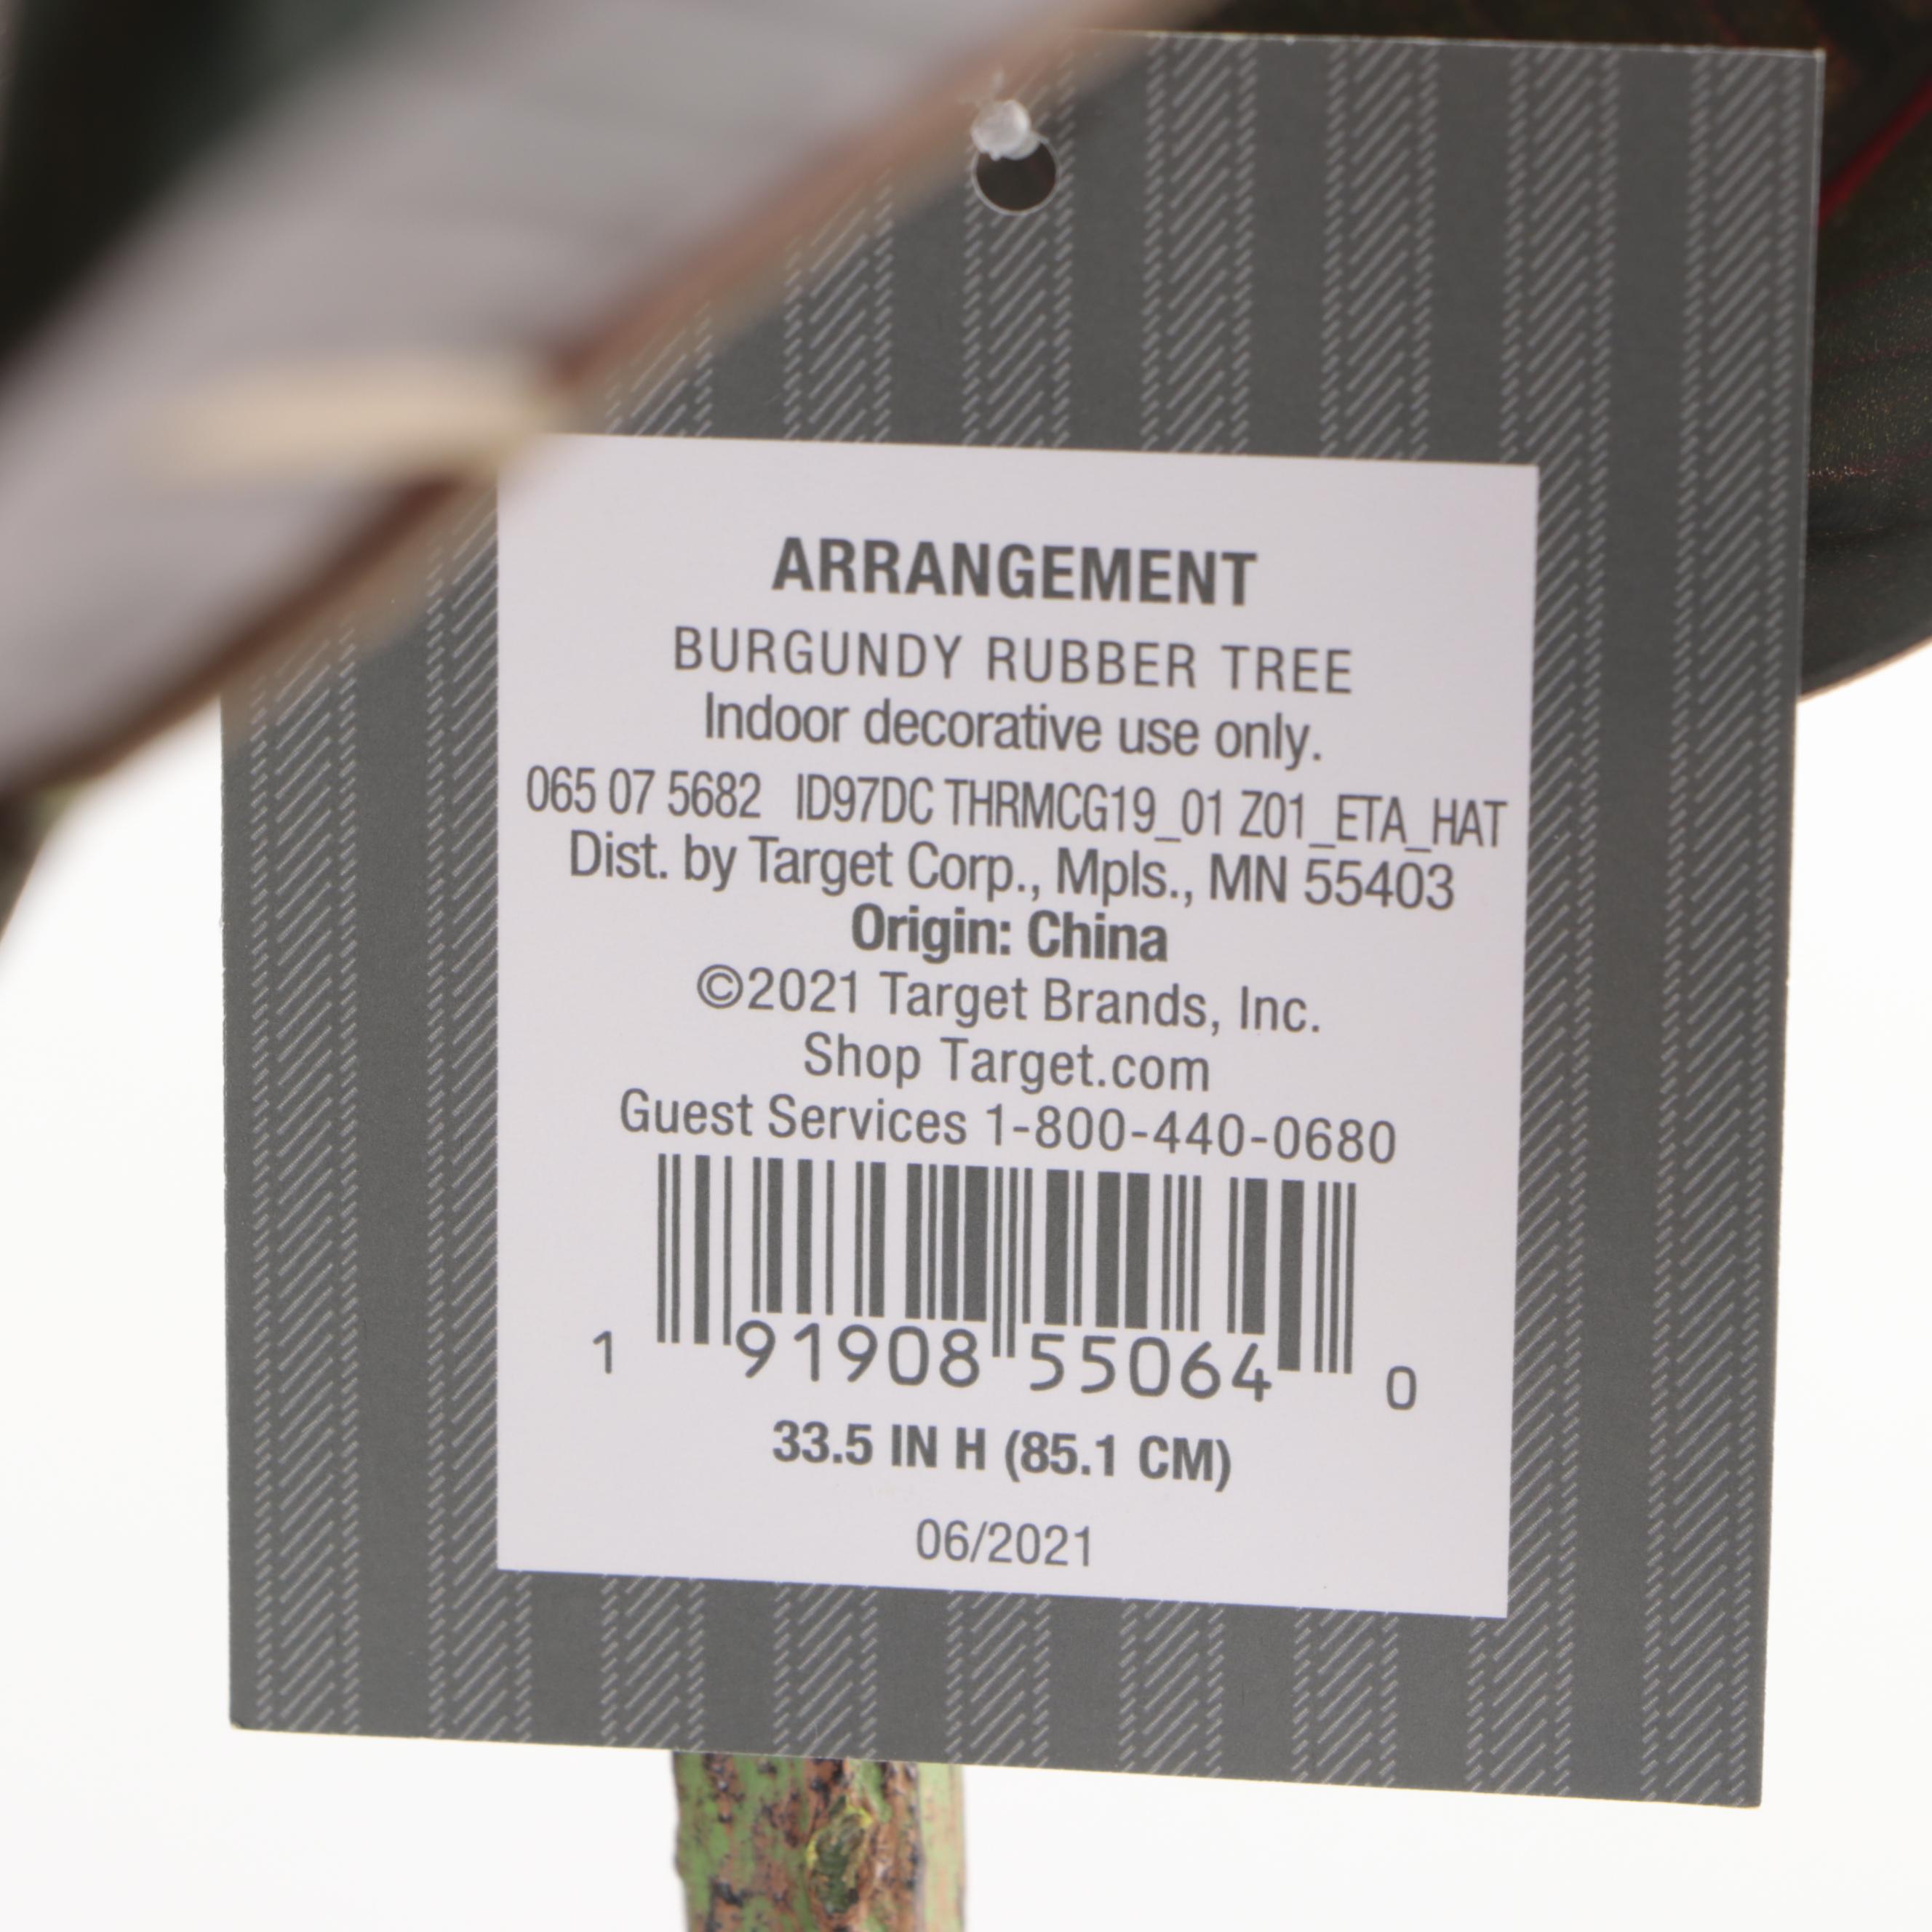 ARRANGEMENT
BURGUNDY RUBBER TREE
Indoor decorative use only.
065 07 5682 ID97DC THRMCG19_01 Z01_ETA_HAT
Dist. by Target Corp., Mpls., MN 55403
Origin: China
©2021 Target Brands, Inc.
Shop Target.com
Guest Services 1-800-440-0680
1 91908 55064 0
33.5 IN H (85.1 CM)
06/2021